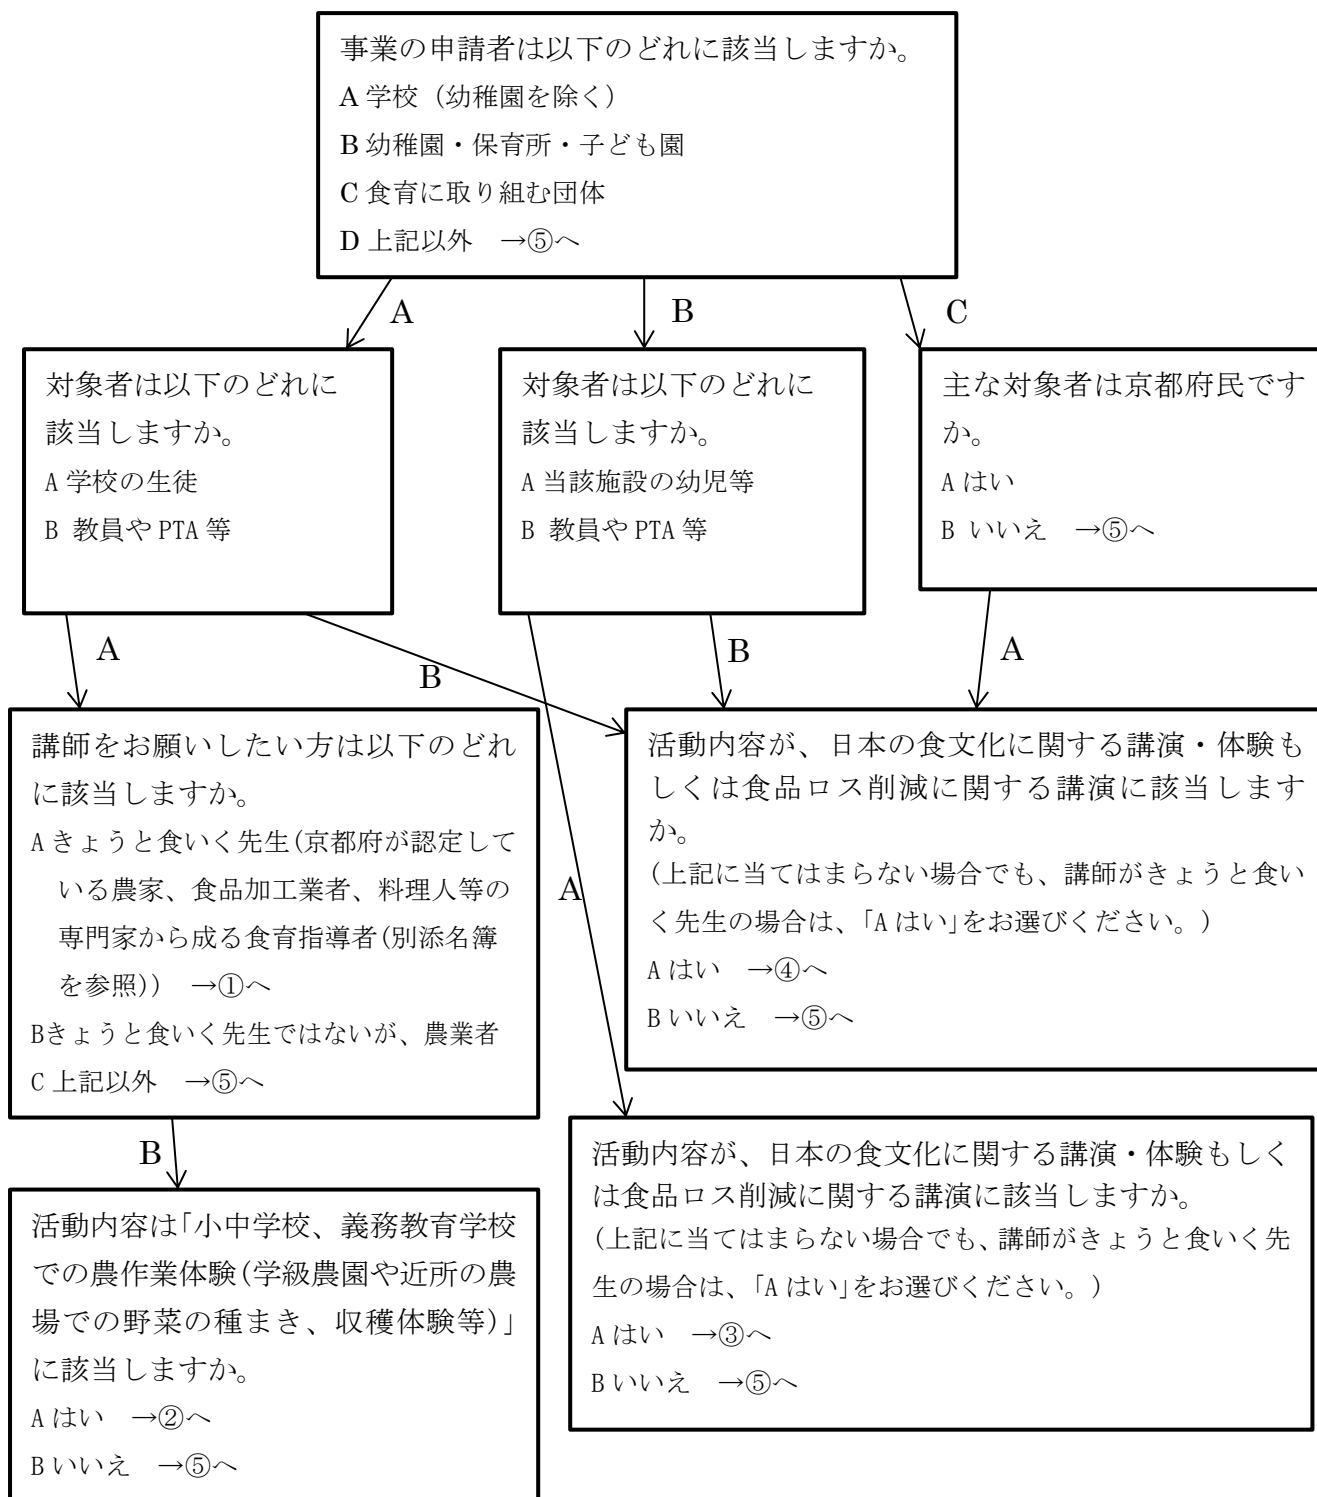 事業の申請者は以下のどれに該当しますか。
A 学校（幼稚園を除く）
B 幼稚園・保育所・子ども園
C 食育に取り組む団体
D 上記以外　→⑤へ
A
B
C
対象者は以下のどれに
該当しますか。
A 学校の生徒
B 教員や PTA 等
対象者は以下のどれに
該当しますか。
A 当該施設の幼児等
B 教員や PTA 等
主な対象者は京都府民です
か。
A はい
B いいえ　→⑤へ
A
B
B
A
A
講師をお願いしたい方は以下のどれ
に該当しますか。
A きょうと食いく先生(京都府が認定して
いる農家、食品加工業者、料理人等の
専門家から成る食育指導者(別添名簿
を参照))　→①へ
Bきょうと食いく先生ではないが、農業者
C 上記以外　→⑤へ
活動内容が、日本の食文化に関する講演・体験も
しくは食品ロス削減に関する講演に該当します
か。
(上記に当てはまらない場合でも、講師がきょうと食い
く先生の場合は、「A はい」をお選びください。)
A はい　→④へ
B いいえ　→⑤へ
B
活動内容は「小中学校、義務教育学校
での農作業体験(学級農園や近所の農
場での野菜の種まき、収穫体験等)」
に該当しますか。
A はい　→②へ
B いいえ　→⑤へ
A
活動内容が、日本の食文化に関する講演・体験もしく
は食品ロス削減に関する講演に該当しますか。
(上記に当てはまらない場合でも、講師がきょうと食いく先
生の場合は、「A はい」をお選びください。)
A はい　→③へ
B いいえ　→⑤へ